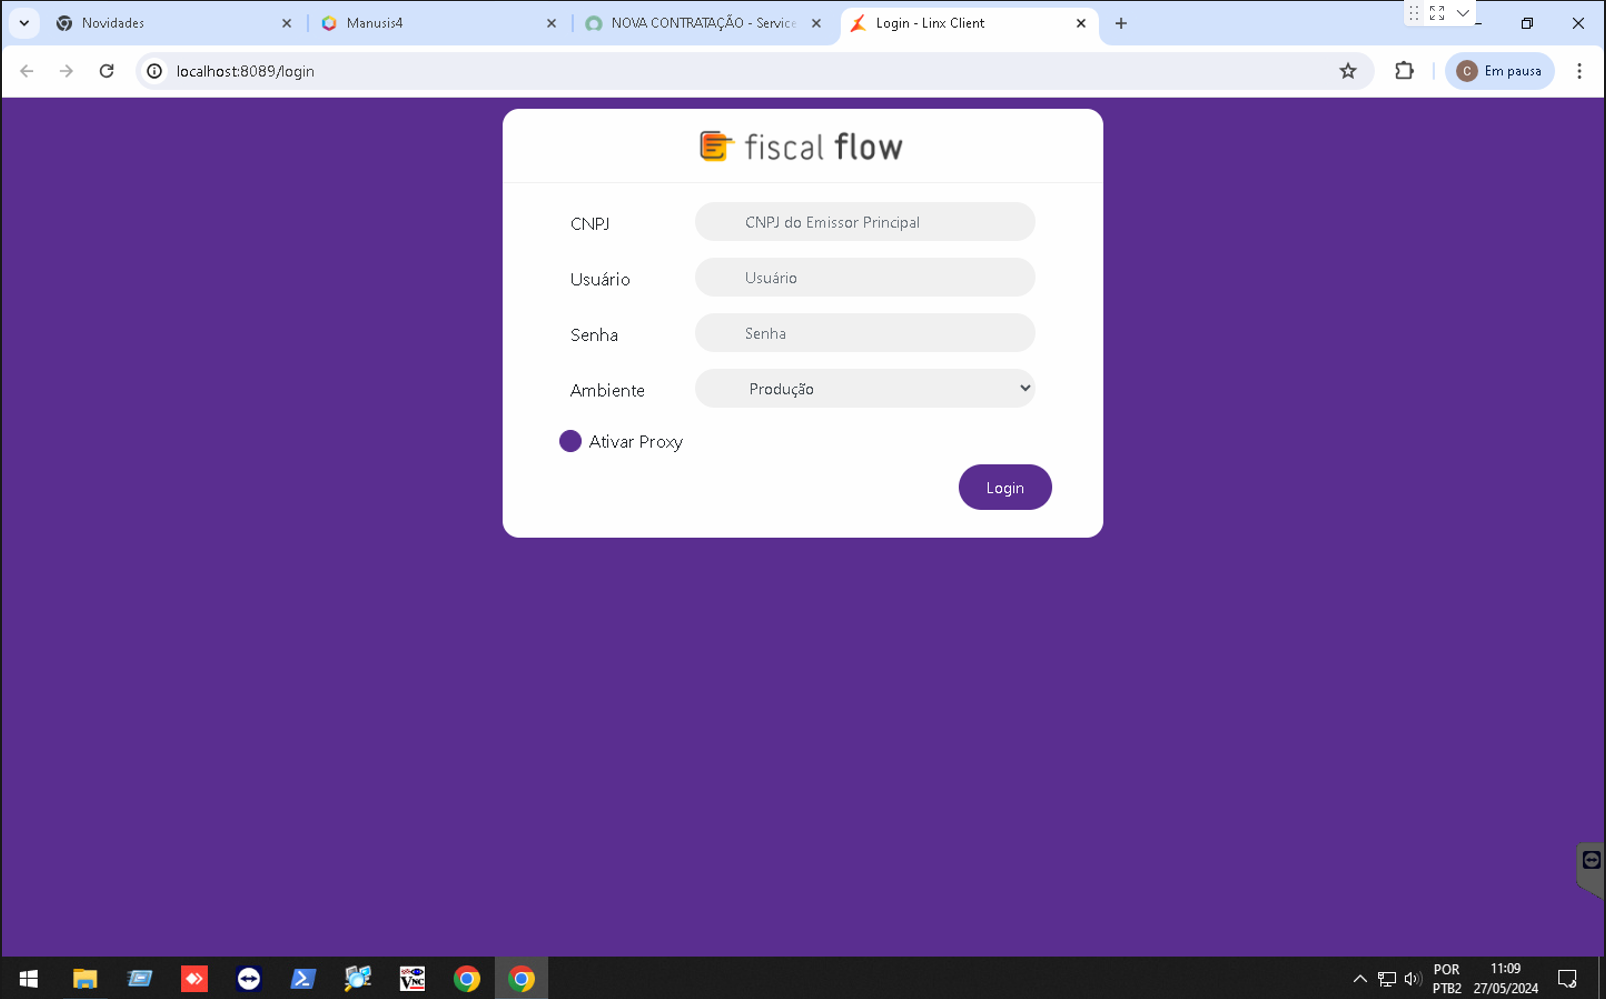 Novidades
Manusis4
NOVA CONTRATAÇÃO - Service
Login - Linx Client
localhost:8089/login
C
Em pausa
fiscal flow
CNPJ
CNPJ do Emissor Principal
Usuário
Usuário
Senha
Senha
Ambiente
Produção
Ativar Proxy
Login
VNC
POR
PTB2
11:09
27/05/2024